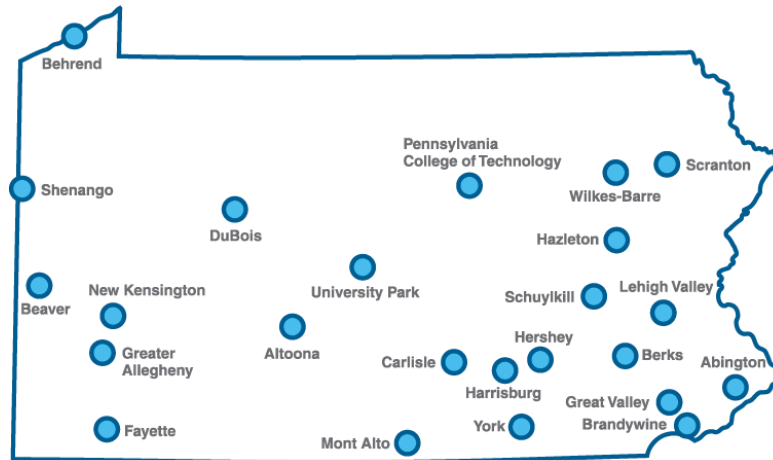 Behrend
Pennsylvania
College of Technology
Scranton
Shenango
Wilkes-Barre
DuBois
Hazleton
University Park
New Kensington
Lehigh Valley
Schuylkill
Beaver
Greater
Allegheny
Altoona
Carlisle
Hershey
Berks
Abington
Harrisburg
Great Valley
Fayette
Mont Alto
York
Brandywine